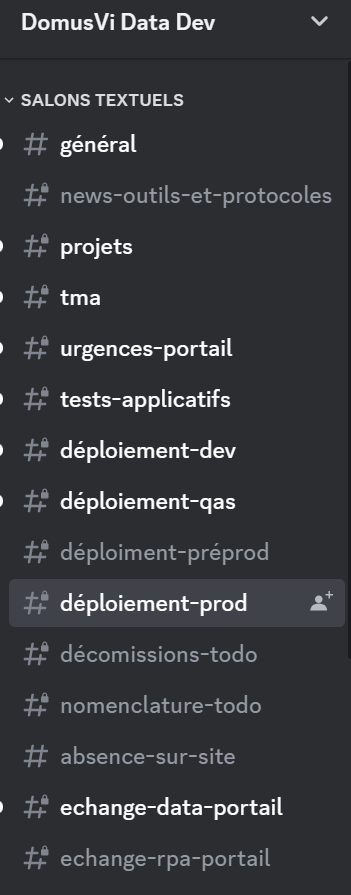 DomusVi Data Dev
SALONS TEXTUELS
général
news-outils-et-protocoles
projets
tma
urgences-portail
tests-applicatifs
déploiement-dev
déploiement-qas
déploiment-préprod
déploiement-prod
décomissions-todo
nomenclature-todo
absence-sur-site
echange-data-portail
echange-rpa-portail